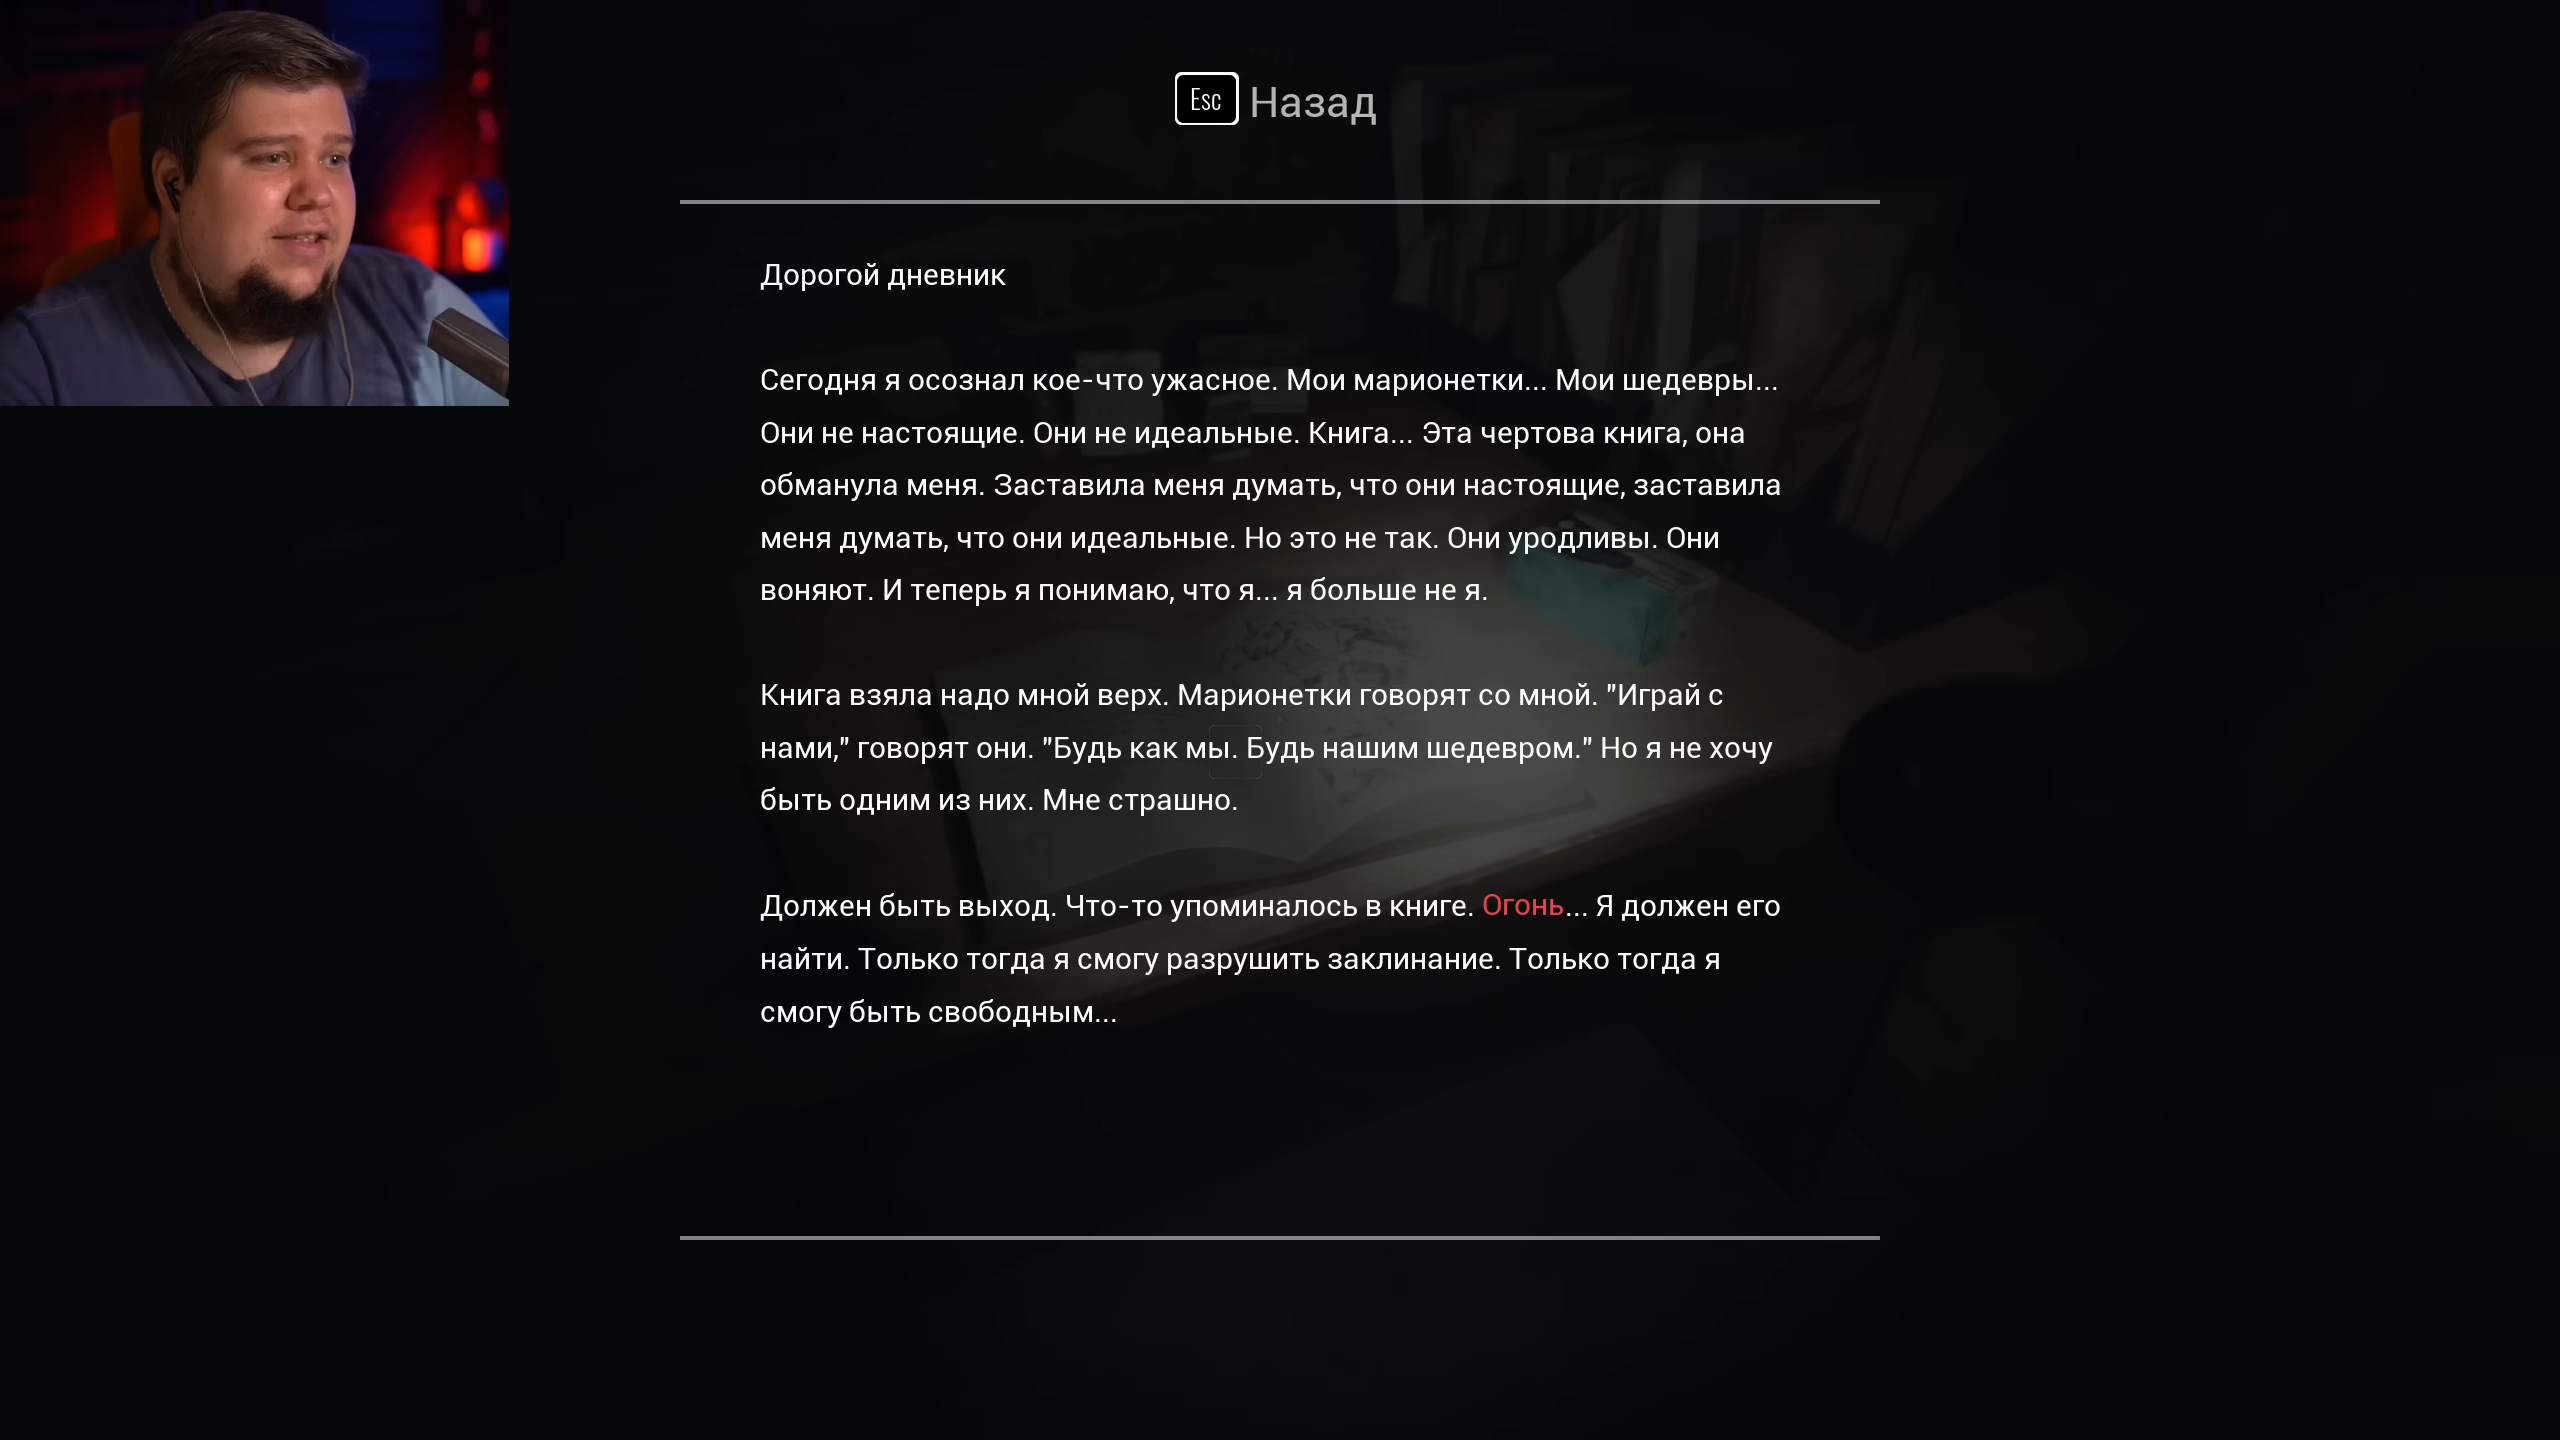 Esc Назад
Дорогой дневник
Сегодня я осознал кое-что ужасное. Мои марионетки... Мои шедевры...
Они не настоящие. Они не идеальные. Книга... Эта чертова книга, она
обманула меня. Заставила меня думать, что они настоящие, заставила
меня думать, что они идеальные. Но это не так. Они уродливы. Они
воняют. И теперь я понимаю, что я... я больше не я.
Книга взяла надо мной верх. Марионетки говорят со мной. "Играй с
нами," говорят они. "Будь как мы. Будь нашим шедевром." Но я не хочу
быть одним из них. Мне страшно.
Должен быть выход. Что-то упоминалось в книге. Огонь... Я должен его
найти. Только тогда я смогу разрушить заклинание. Только тогда я
смогу быть свободным...